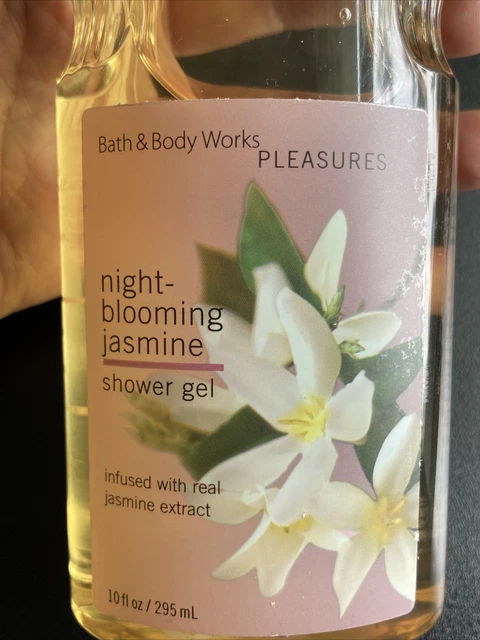 Bath & Body Works
PLEASURES
night-
blooming
jasmine
shower gel
infused with real
jasmine extract
10 fl oz / 295 mL